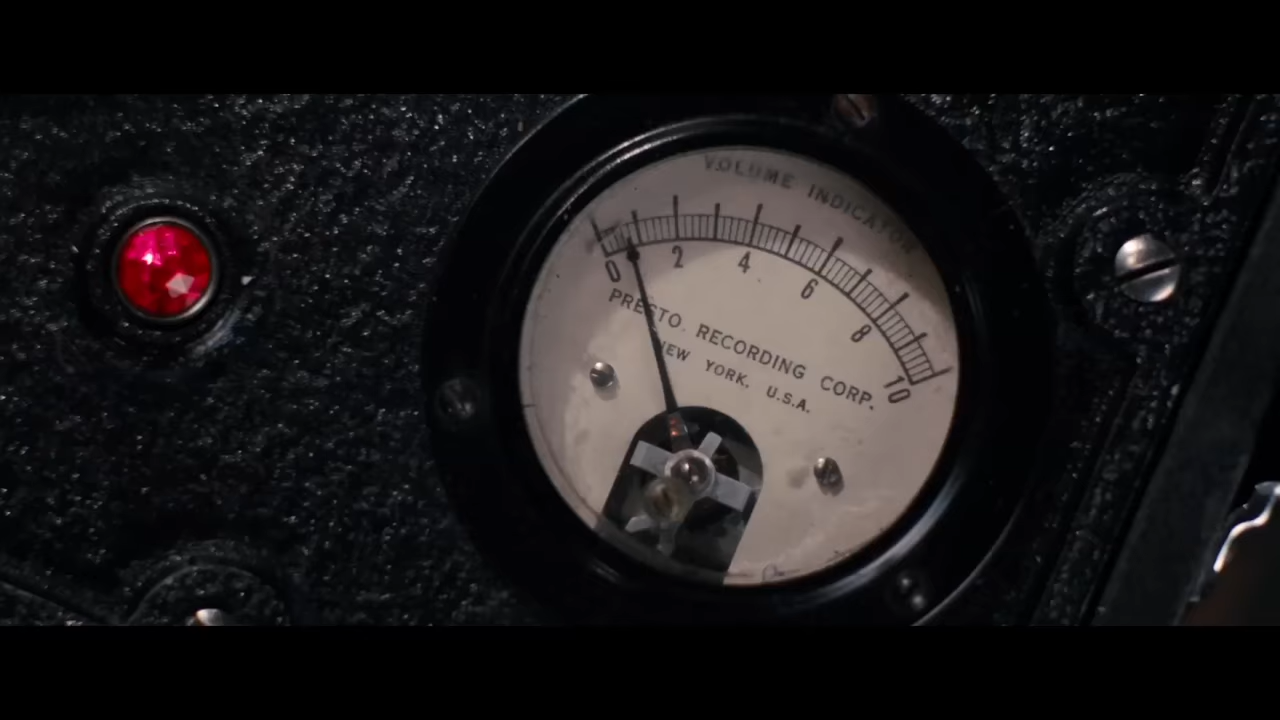 VOLUME INDICATOR
0 2 4 6 8 10
PRESTO RECORDING CORP.
NEW YORK, U.S.A.